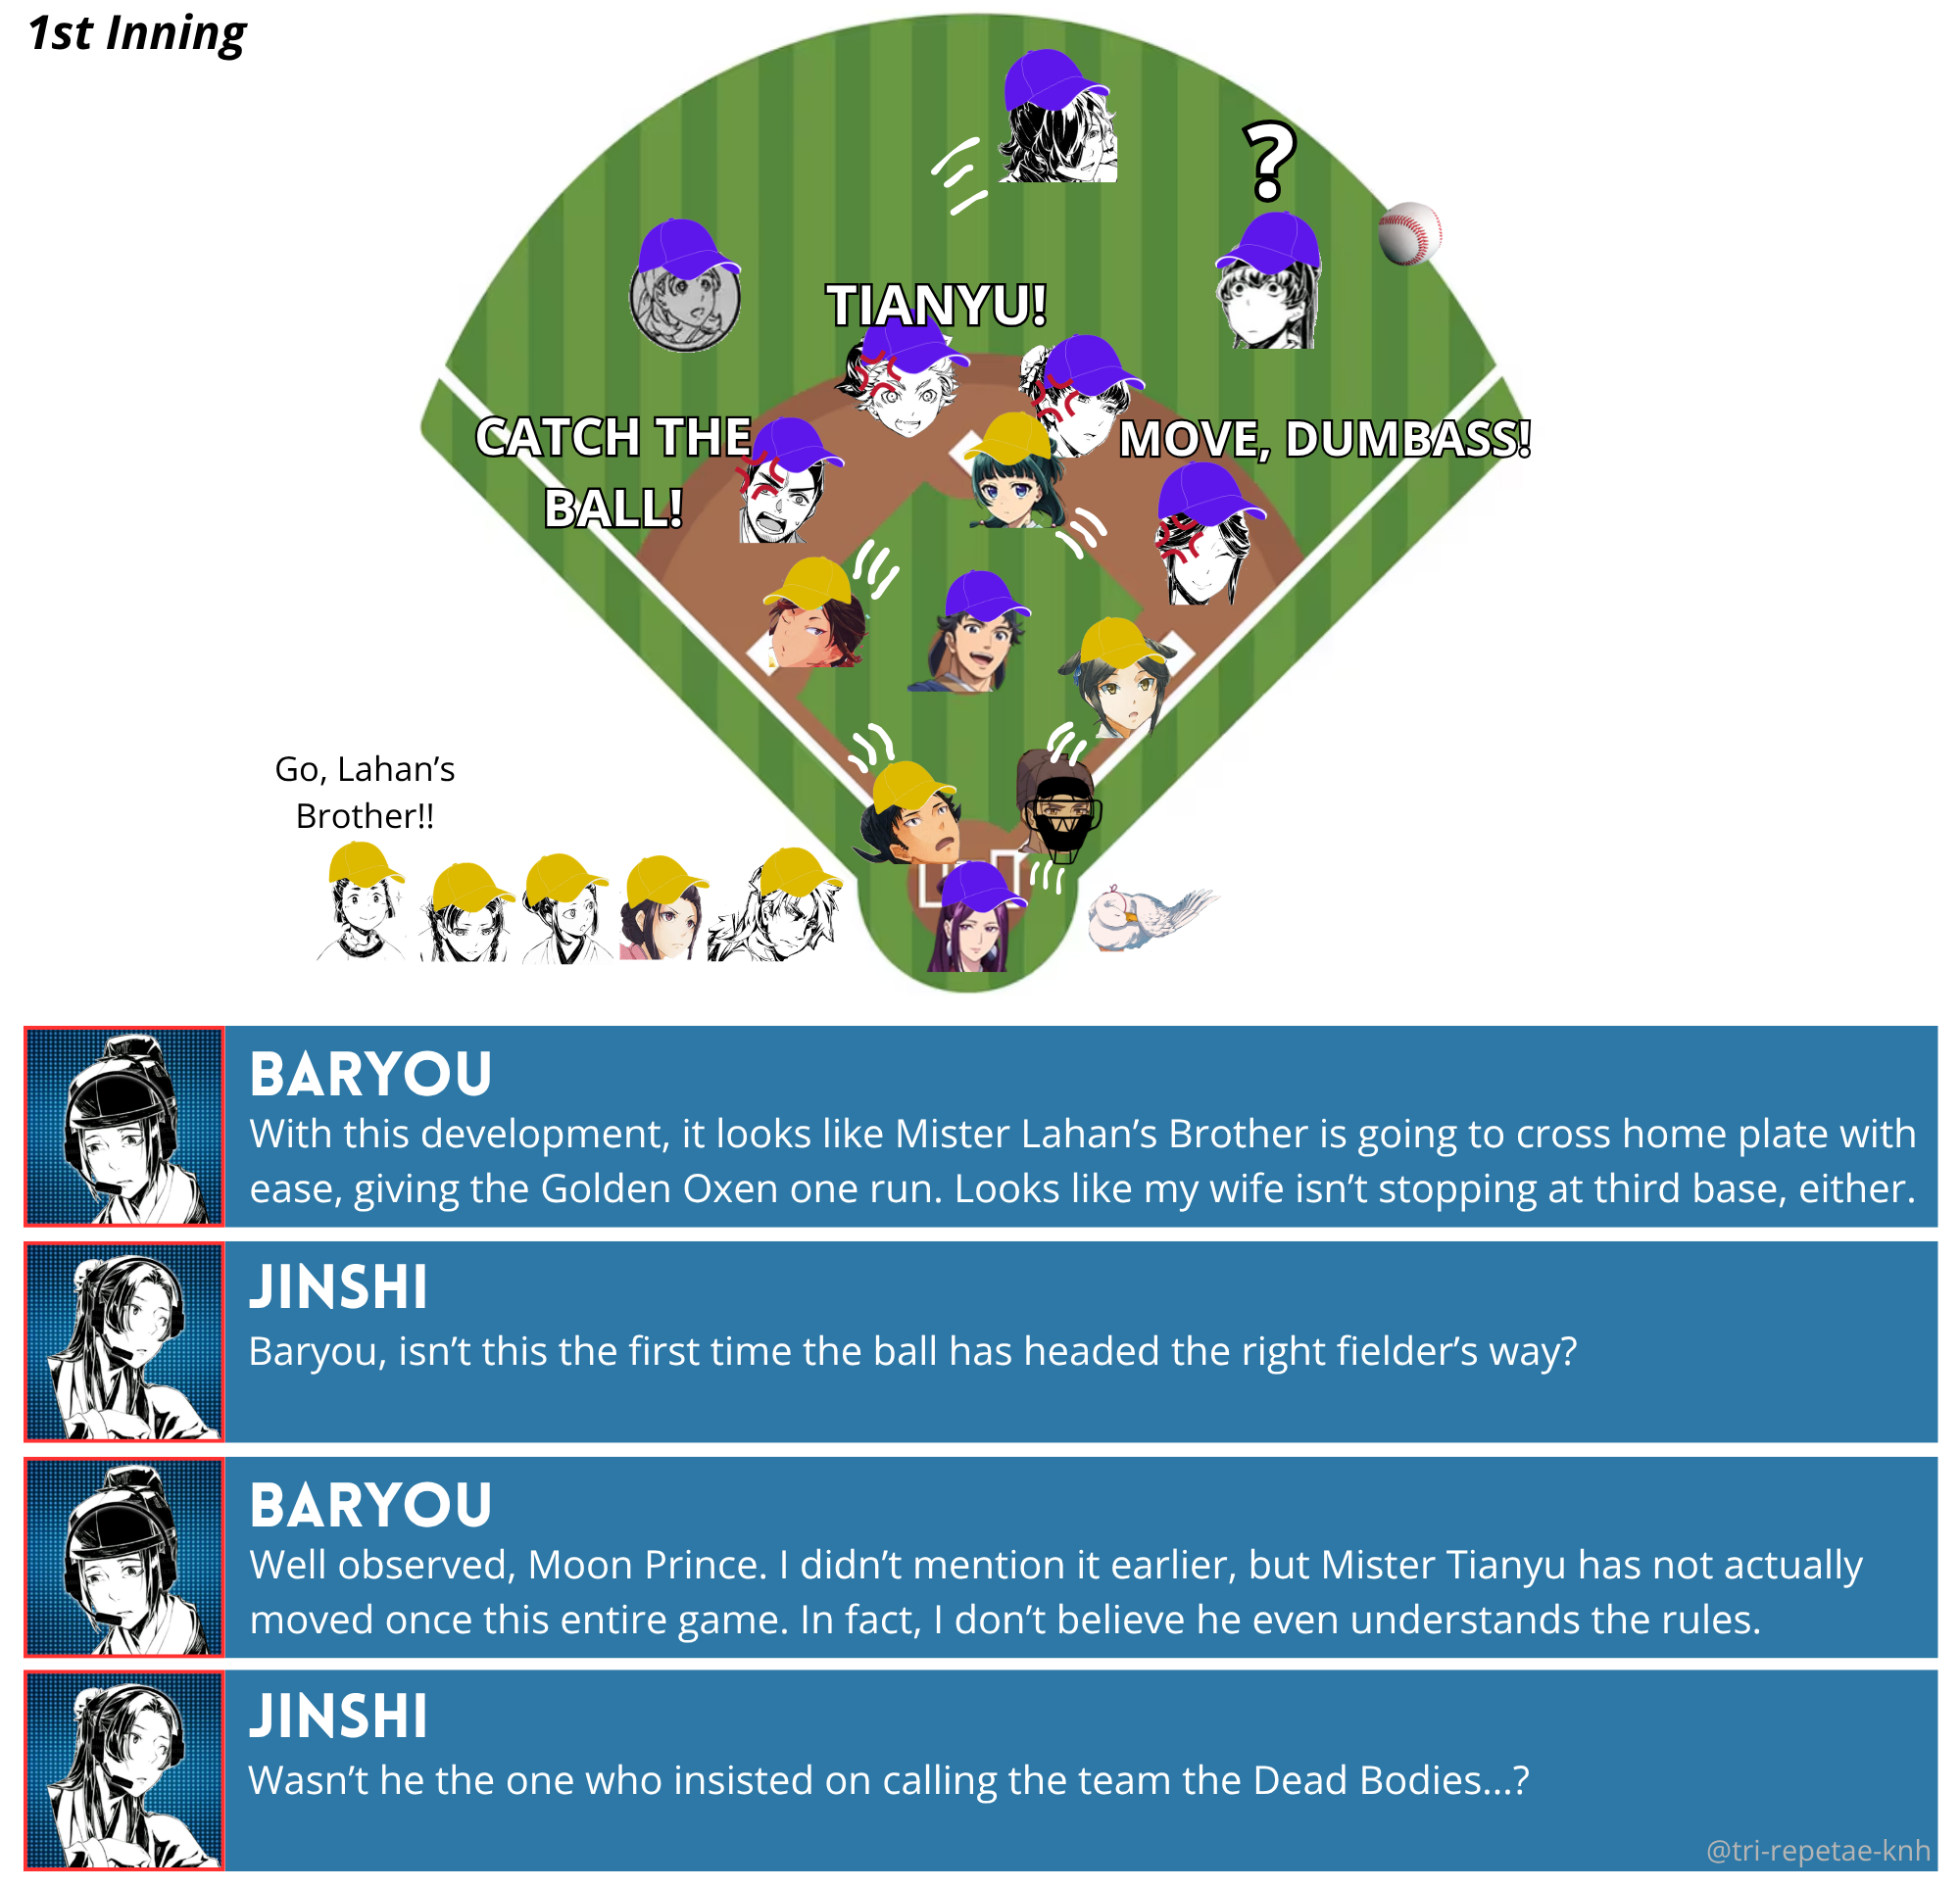 1st Inning
?
TIANYU!
CATCH THE
BALL!
MOVE, DUMBASS!
Go, Lahan’s
Brother!!
BARYOU
With this development, it looks like Mister Lahan’s Brother is going to cross home plate with
ease, giving the Golden Oxen one run. Looks like my wife isn’t stopping at third base, either.
JINSHI
Baryou, isn’t this the first time the ball has headed the right fielder’s way?
BARYOU
Well observed, Moon Prince. I didn’t mention it earlier, but Mister Tianyu has not actually
moved once this entire game. In fact, I don’t believe he even understands the rules.
JINSHI
Wasn’t he the one who insisted on calling the team the Dead Bodies...?
@tri-repetae-knh